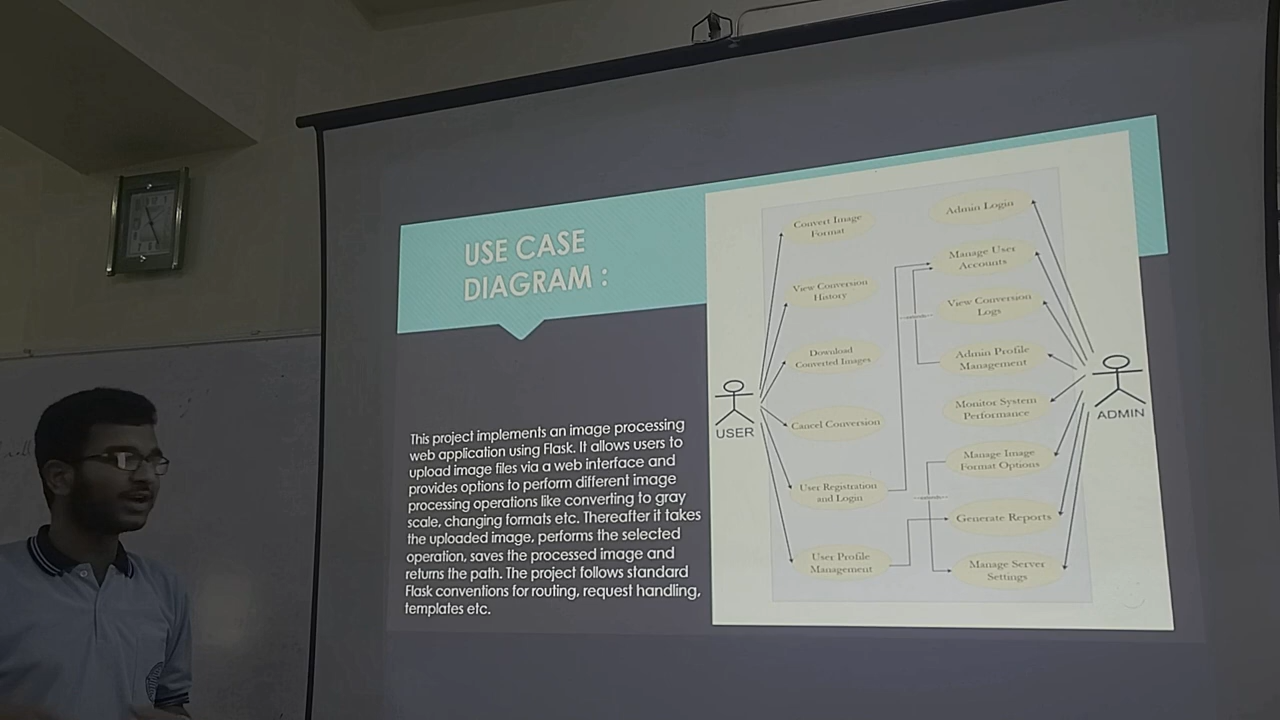 USE CASE
DIAGRAM :
This project implements an image processing
web application using Flask. It allows users to
upload image files via a web interface and
provides options to perform different image
processing operations like converting to gray
scale, changing formats etc. Thereafter it takes
the uploaded image, performs the selected
operation, saves the processed image and
returns the path. The project follows standard
Flask conventions for routing, request handling,
templates etc.
USER
Convert Image
Format
View Conversion
History
Download
Converted Images
Cancel Conversion
User Registration
and Login
User Profile
Management
Admin Login
Manage User
Accounts
View Conversion
Logs
Admin Profile
Management
Monitor System
Performance
Manage Image
Format Options
Generate Reports
Manage Server
Settings
ADMIN